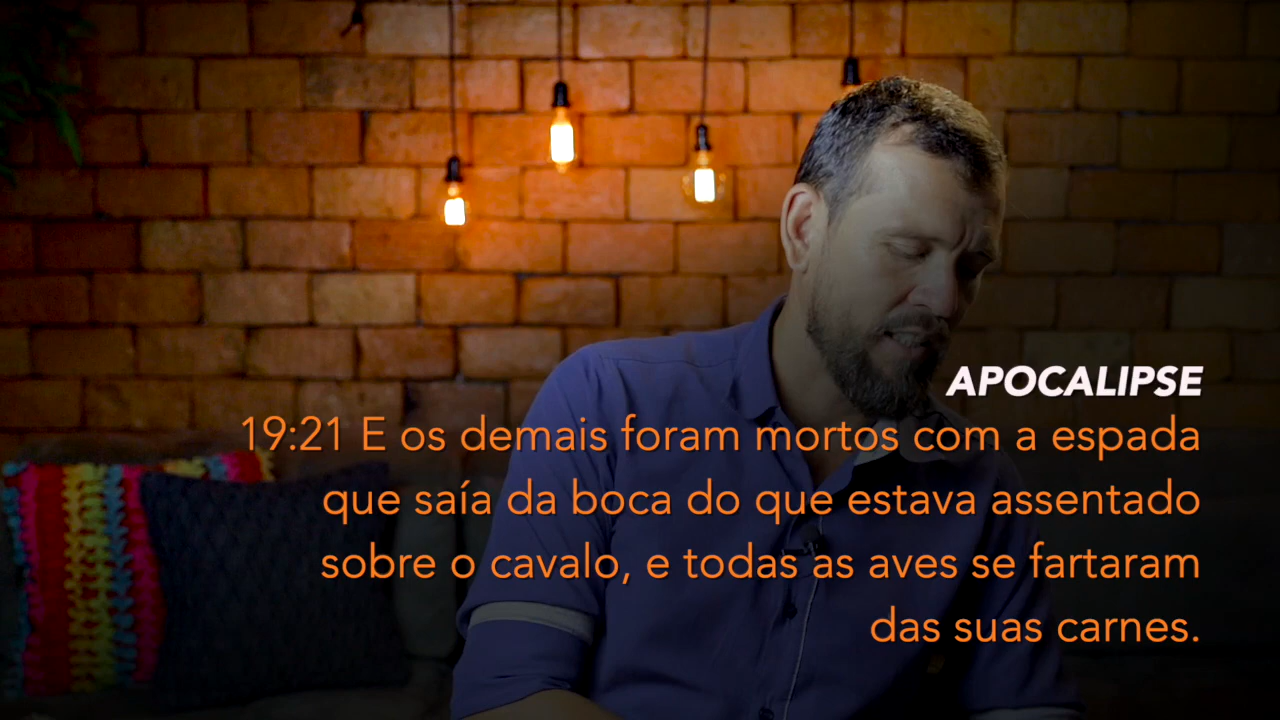 APOCALIPSE
19:21 E os demais foram mortos com a espada
que saía da boca do que estava assentado
sobre o cavalo, e todas as aves se fartaram
das suas carnes.